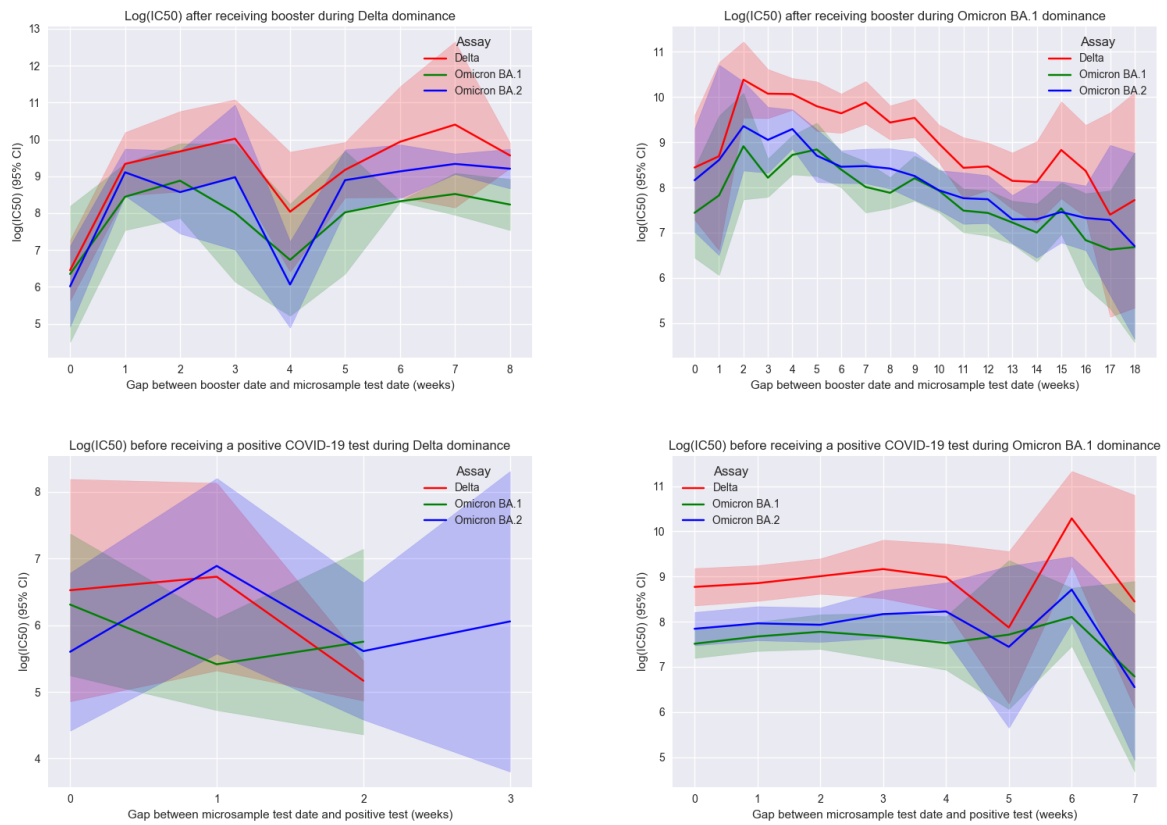 Log(IC50) after receiving booster during Delta dominance
13
12
11
10
9
8
7
6
5
log(IC50) (95% CI)
Assay
Delta
Omicron BA.1
Omicron BA.2
0 1 2 3 4 5 6 7 8
Gap between booster date and microsample test date (weeks)
Log(IC50) after receiving booster during Omicron BA.1 dominance
11
10
9
8
7
6
5
log(IC50) (95% CI)
Assay
Delta
Omicron BA.1
Omicron BA.2
0 1 2 3 4 5 6 7 8 9 10 11 12 13 14 15 16 17 18
Gap between booster date and microsample test date (weeks)
Log(IC50) before receiving a positive COVID-19 test during Delta dominance
8
7
6
5
4
log(IC50) (95% CI)
Assay
Delta
Omicron BA.1
Omicron BA.2
0 1 2 3
Gap between microsample test date and positive test (weeks)
Log(IC50) before receiving a positive COVID-19 test during Omicron BA.1 dominance
11
10
9
8
7
6
5
log(IC50) (95% CI)
Assay
Delta
Omicron BA.1
Omicron BA.2
0 1 2 3 4 5 6 7
Gap between microsample test date and positive test (weeks)